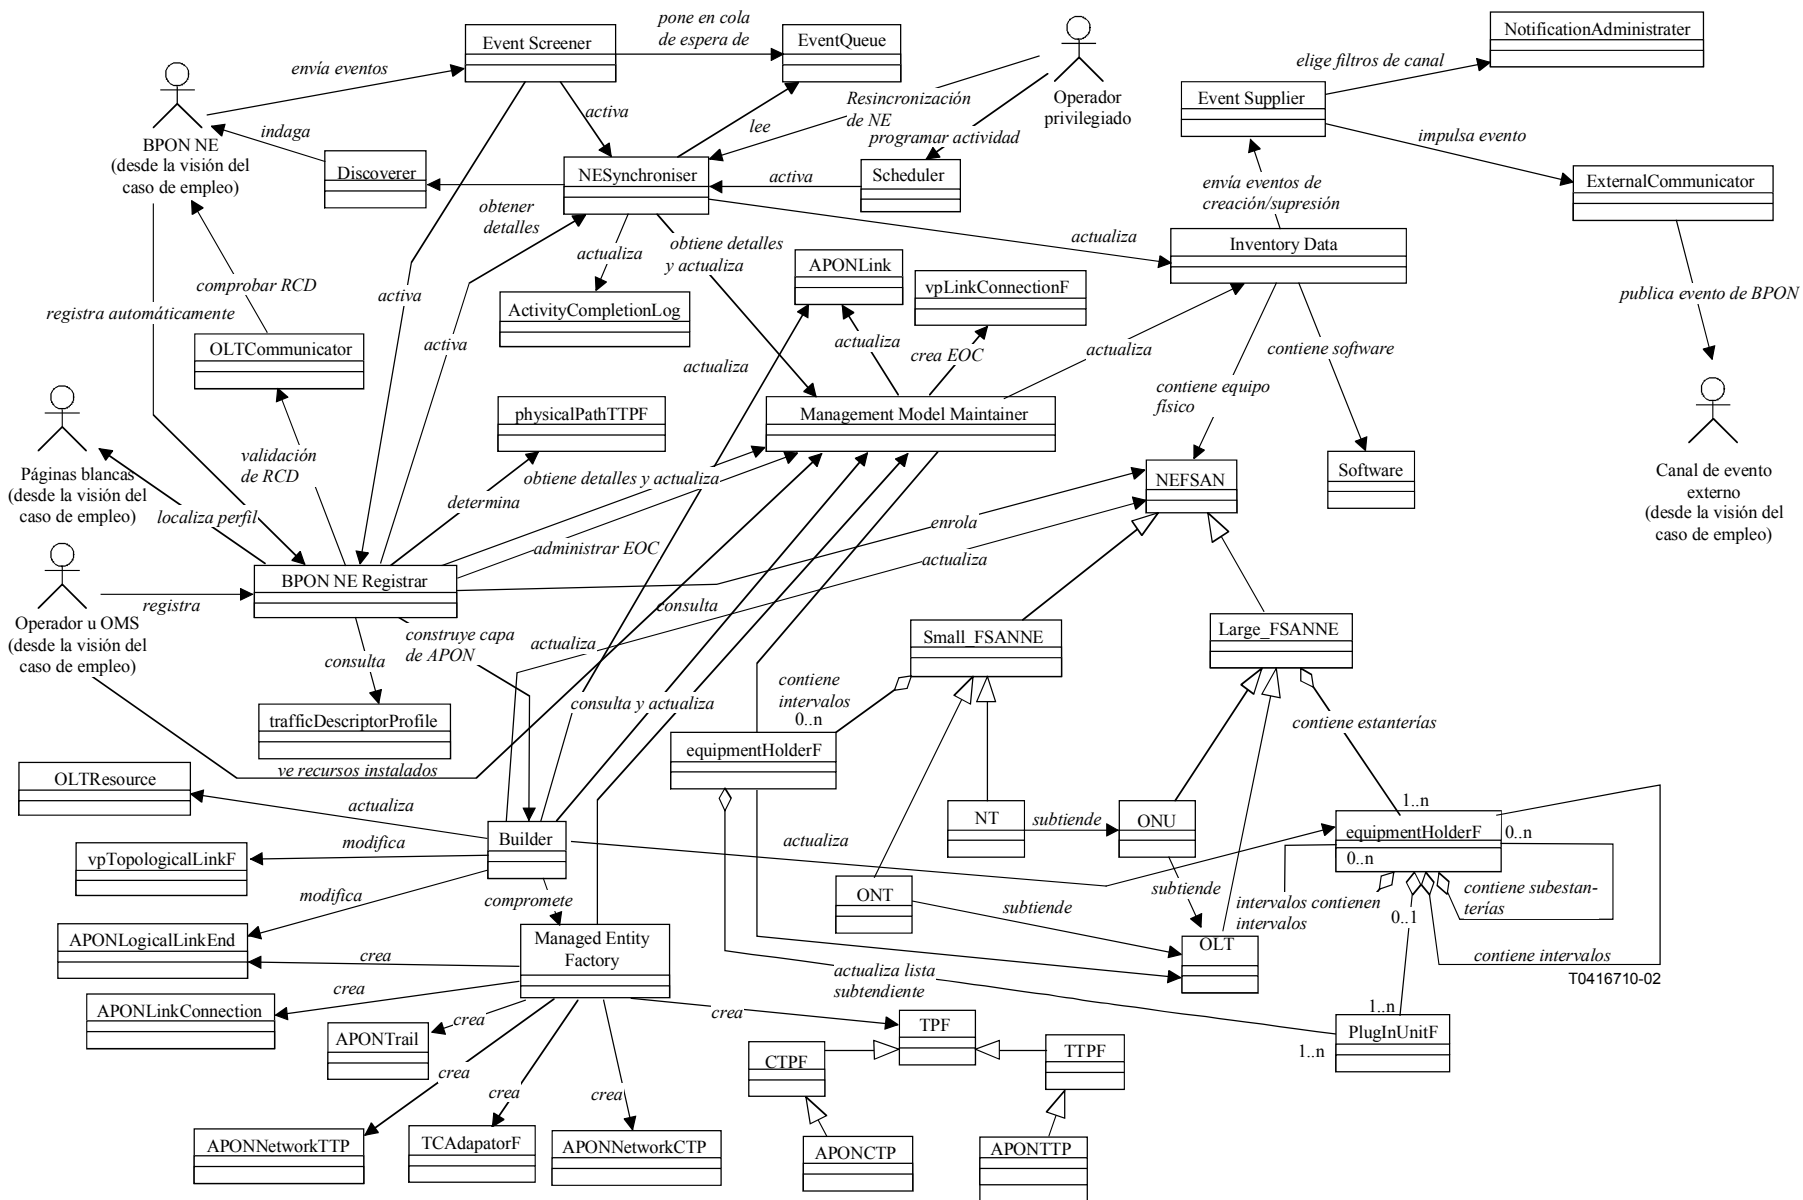 pone en cola
de espera de
Event Screener
EventQueue
NotificationAdministrater
envía eventos
elige filtros de canal
Operador
privilegiado
Event Supplier
activa
Resincronización
de NE
lee
programar actividad
impulsa evento
indaga
BPON NE
(desde la visión del
caso de empleo)
Discoverer
NESynchroniser
activa
Scheduler
ExternalCommunicator
envía eventos de
creación/supresión
obtener
detalles
actualiza
obtiene detalles
y actualiza
actualiza
Inventory Data
APONLink
vpLinkConnectionF
comprobar RCD
activa
publica evento de BPON
registra automáticamente
ActivityCompletionLog
OLTCommunicator
activa
actualiza
actualiza
crea EOC
actualiza
contiene software
contiene equipo
físico
physicalPathTTPF
Management Model Maintainer
Páginas blancas
(desde la visión del
caso de empleo)
validación
de RCD
Software
Canal de evento
externo
(desde la visión del
caso de empleo)
NEFSAN
obtiene detalles y actualiza
determina
localiza perfil
enrola
administrar EOC
actualiza
BPON NE Registrar
registra
Operador u OMS
(desde la visión del
caso de empleo)
consulta
construye capa
de APON
actualiza
Small_FSANNE
Large_FSANNE
consulta
contiene
intervalos
0..n
consulta y actualiza
trafficDescriptorProfile
contiene estanterías
equipmentHolderF
ve recursos instalados
OLTResource
actualiza
1..n
NT
subtiende
ONU
equipmentHolderF
0..n
0..n
Builder
actualiza
modifica
vpTopologicalLinkF
modifica
compromete
ONT
subtiende
subtiende
intervalos contienen
intervalos
0..1
contiene subestan-
terías
APONLogicalLinkEnd
Managed Entity
Factory
OLT
crea
actualiza lista
subtendiente
contiene intervalos
T0416710-02
crea
APONLinkConnection
crea
crea
TPF
1..n
PlugInUnitF
1..n
APONTrail
CTPF
TTPF
crea
crea
crea
APONNetworkTTP
TCAdapatorF
APONNetworkCTP
APONCTP
APONTTP